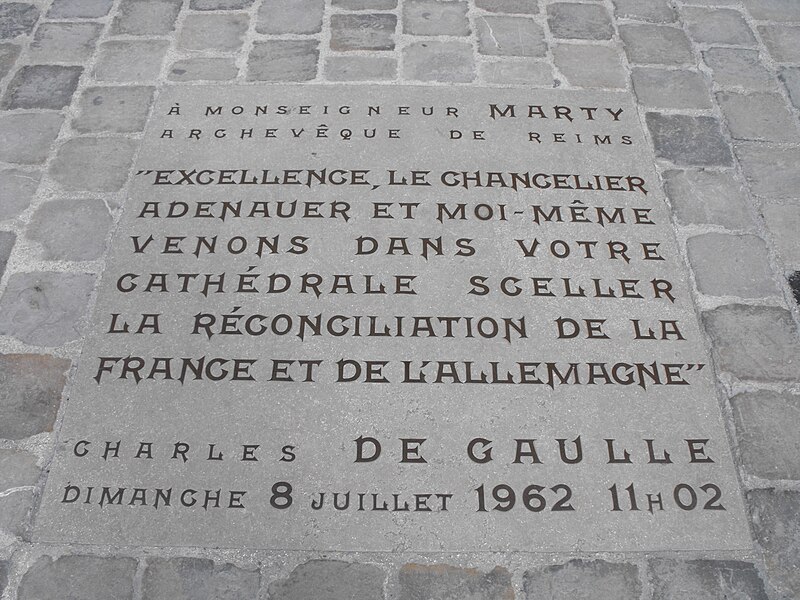 À MONSEIGNEUR MARTY
ARCHEVÊQUE DE REIMS
"EXCELLENCE, LE CHANCELIER
ADENAUER ET MOI-MÊME
VENONS DANS VOTRE
CATHÉDRALE SCELLER
LA RÉCONCILIATION DE LA
FRANCE ET DE L'ALLEMAGNE"
CHARLES DE GAULLE
DIMANCHE 8 JUILLET 1962 11H02